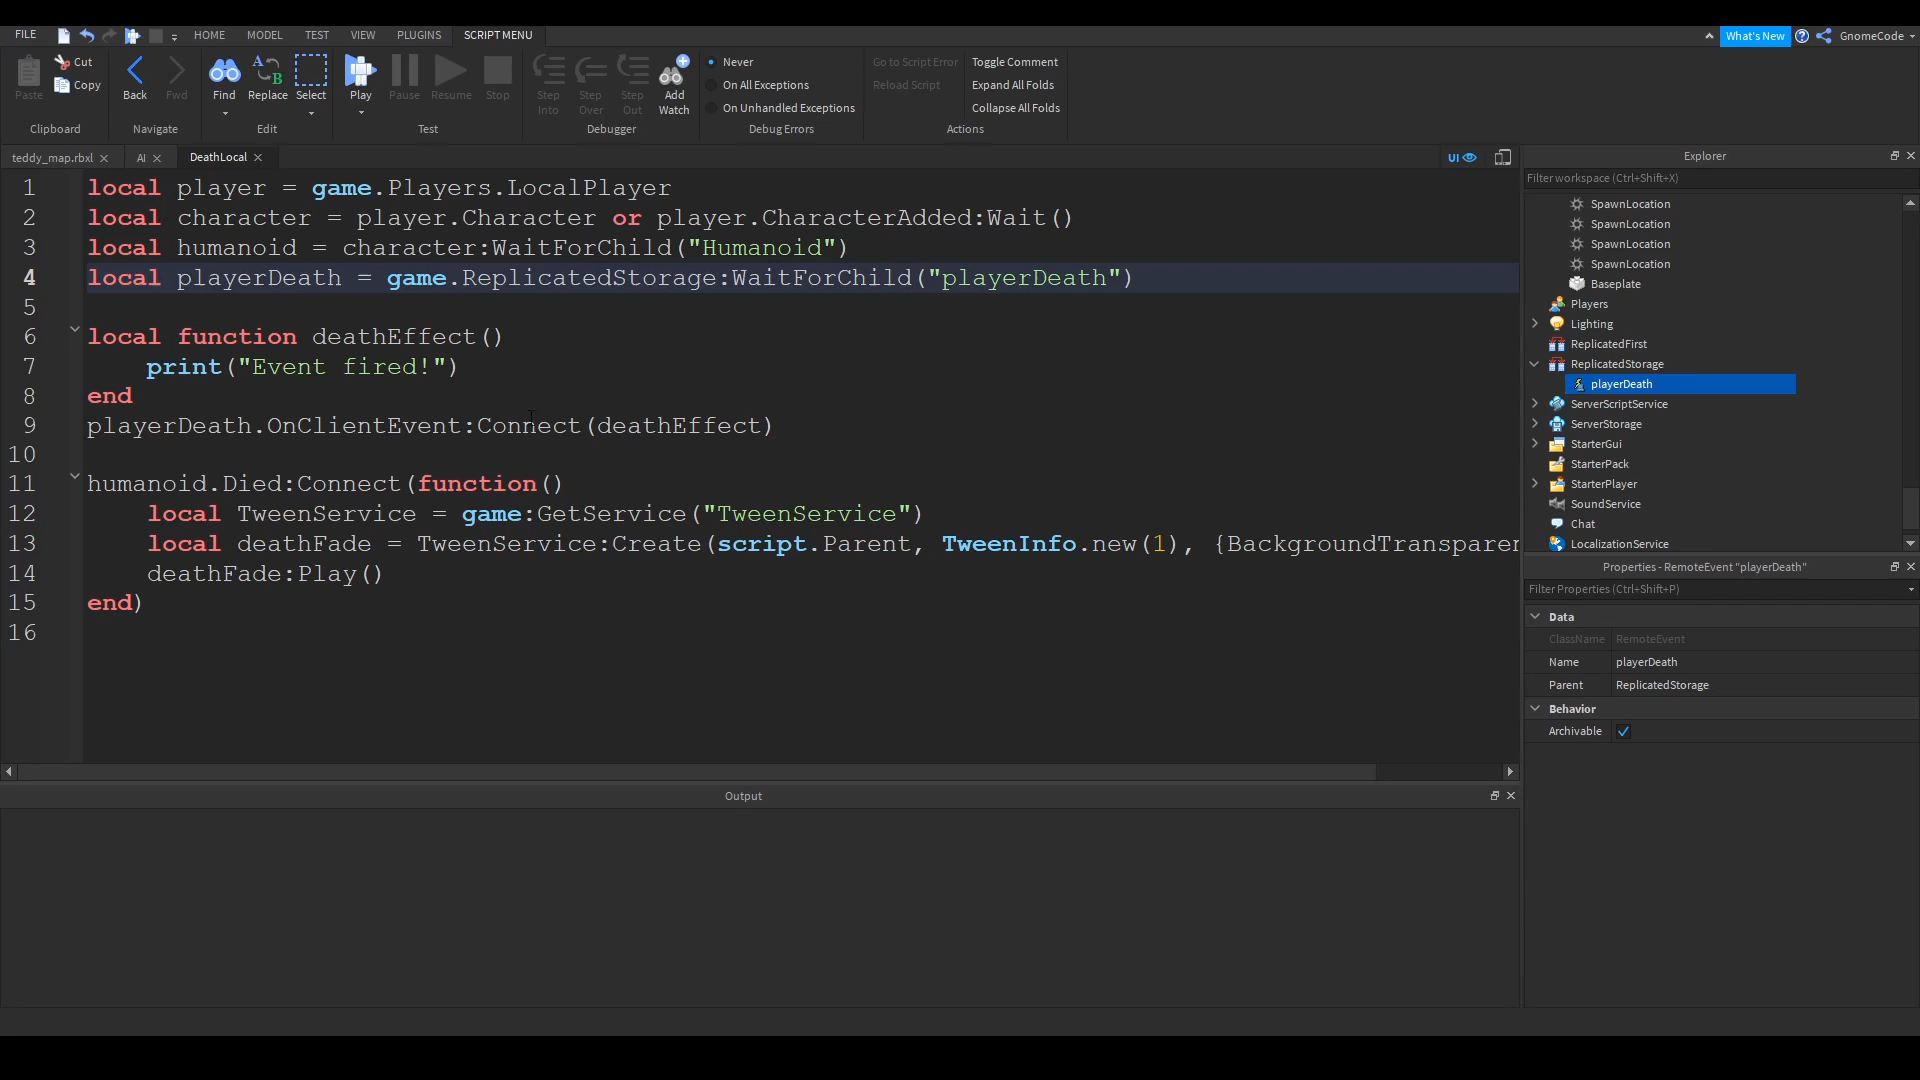 FILE HOME MODEL TEST VIEW PLUGINS SCRIPT MENU What's New GnomeCode
Paste Cut Copy Back Fwd Find Replace Select Play Pause Resume Stop Step Into Step Over Step Out Add Watch
Never Go to Script Error Toggle Comment
On All Exceptions Reload Script Expand All Folds
On Unhandled Exceptions Collapse All Folds
Clipboard Navigate Edit Test Debugger Debug Errors Actions
teddy_map.rbxl AI DeathLocal UI
1 local player = game.Players.LocalPlayer
2 local character = player.Character or player.CharacterAdded:Wait()
3 local humanoid = character:WaitForChild("Humanoid")
4 local playerDeath = game.ReplicatedStorage:WaitForChild("playerDeath")
5
6 local function deathEffect()
7 print("Event fired!")
8 end
9 playerDeath.OnClientEvent:Connect(deathEffect)
10
11 humanoid.Died:Connect(function()
12 local TweenService = game:GetService("TweenService")
13 local deathFade = TweenService:Create(script.Parent, TweenInfo.new(1), {BackgroundTransparen
14 deathFade:Play()
15 end)
16
Output
Explorer
Filter workspace (Ctrl+Shift+X)
SpawnLocation
SpawnLocation
SpawnLocation
SpawnLocation
Baseplate
Players
Lighting
ReplicatedFirst
ReplicatedStorage
playerDeath
ServerScriptService
ServerStorage
StarterGui
StarterPack
StarterPlayer
SoundService
Chat
LocalizationService
Properties - RemoteEvent "playerDeath"
Filter Properties (Ctrl+Shift+P)
Data
ClassName RemoteEvent
Name playerDeath
Parent ReplicatedStorage
Behavior
Archivable